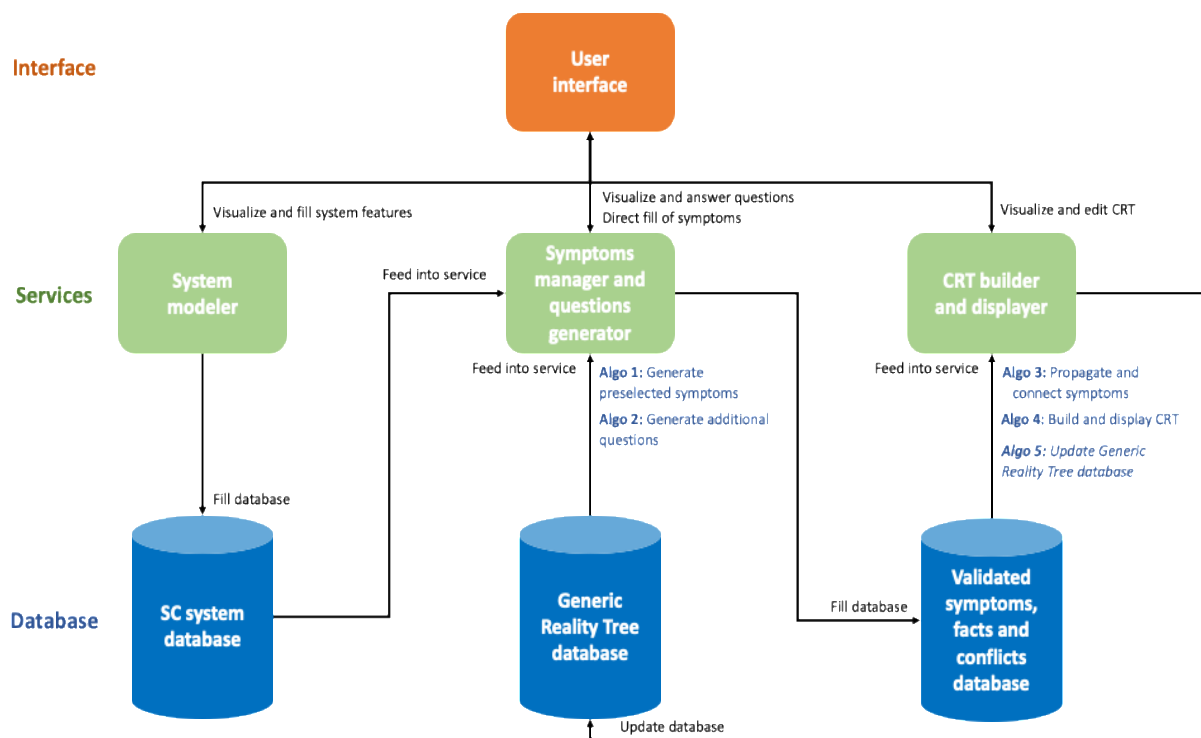 Interface
User
interface
Visualize and fill system features
Visualize and answer questions
Direct fill of symptoms
Visualize and edit CRT
Services
System
modeler
Feed into service
Symptoms
manager and
questions
generator
CRT builder
and displayer
Feed into service
Algo 1: Generate
preselected symptoms
Algo 2: Generate additional
questions
Feed into service
Algo 3: Propagate and
connect symptoms
Algo 4: Build and display CRT
Algo 5: Update Generic
Reality Tree database
Fill database
Database
SC system
database
Generic
Reality Tree
database
Fill database
Validated
symptoms,
facts and
conflicts
database
Update database